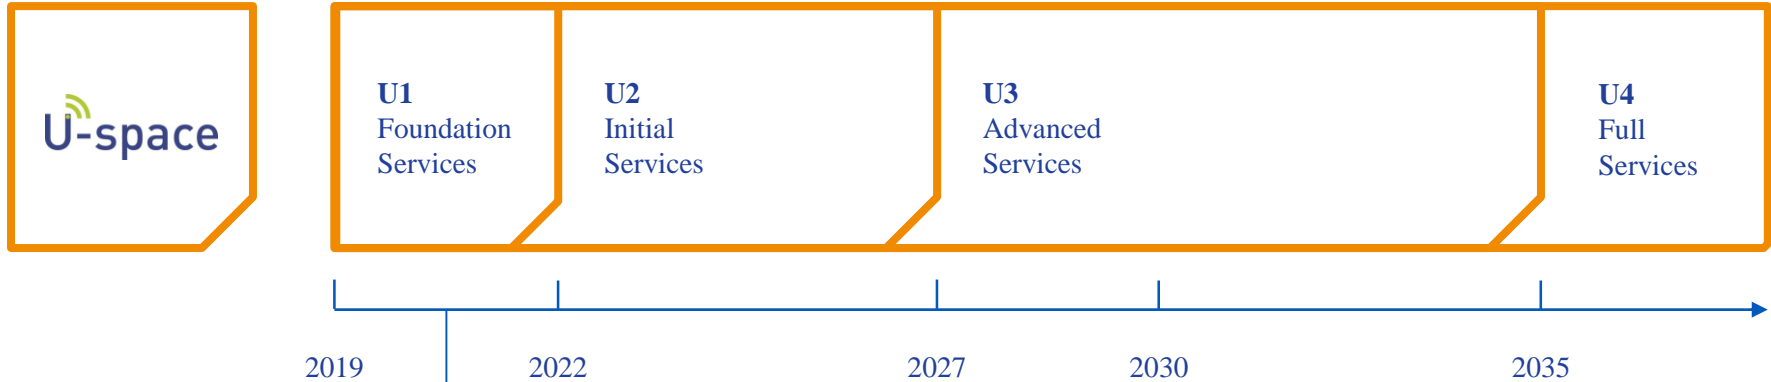 U-space
U1
Foundation
Services
U2
Initial
Services
U3
Advanced
Services
U4
Full
Services
2019
2022
2027
2030
2035